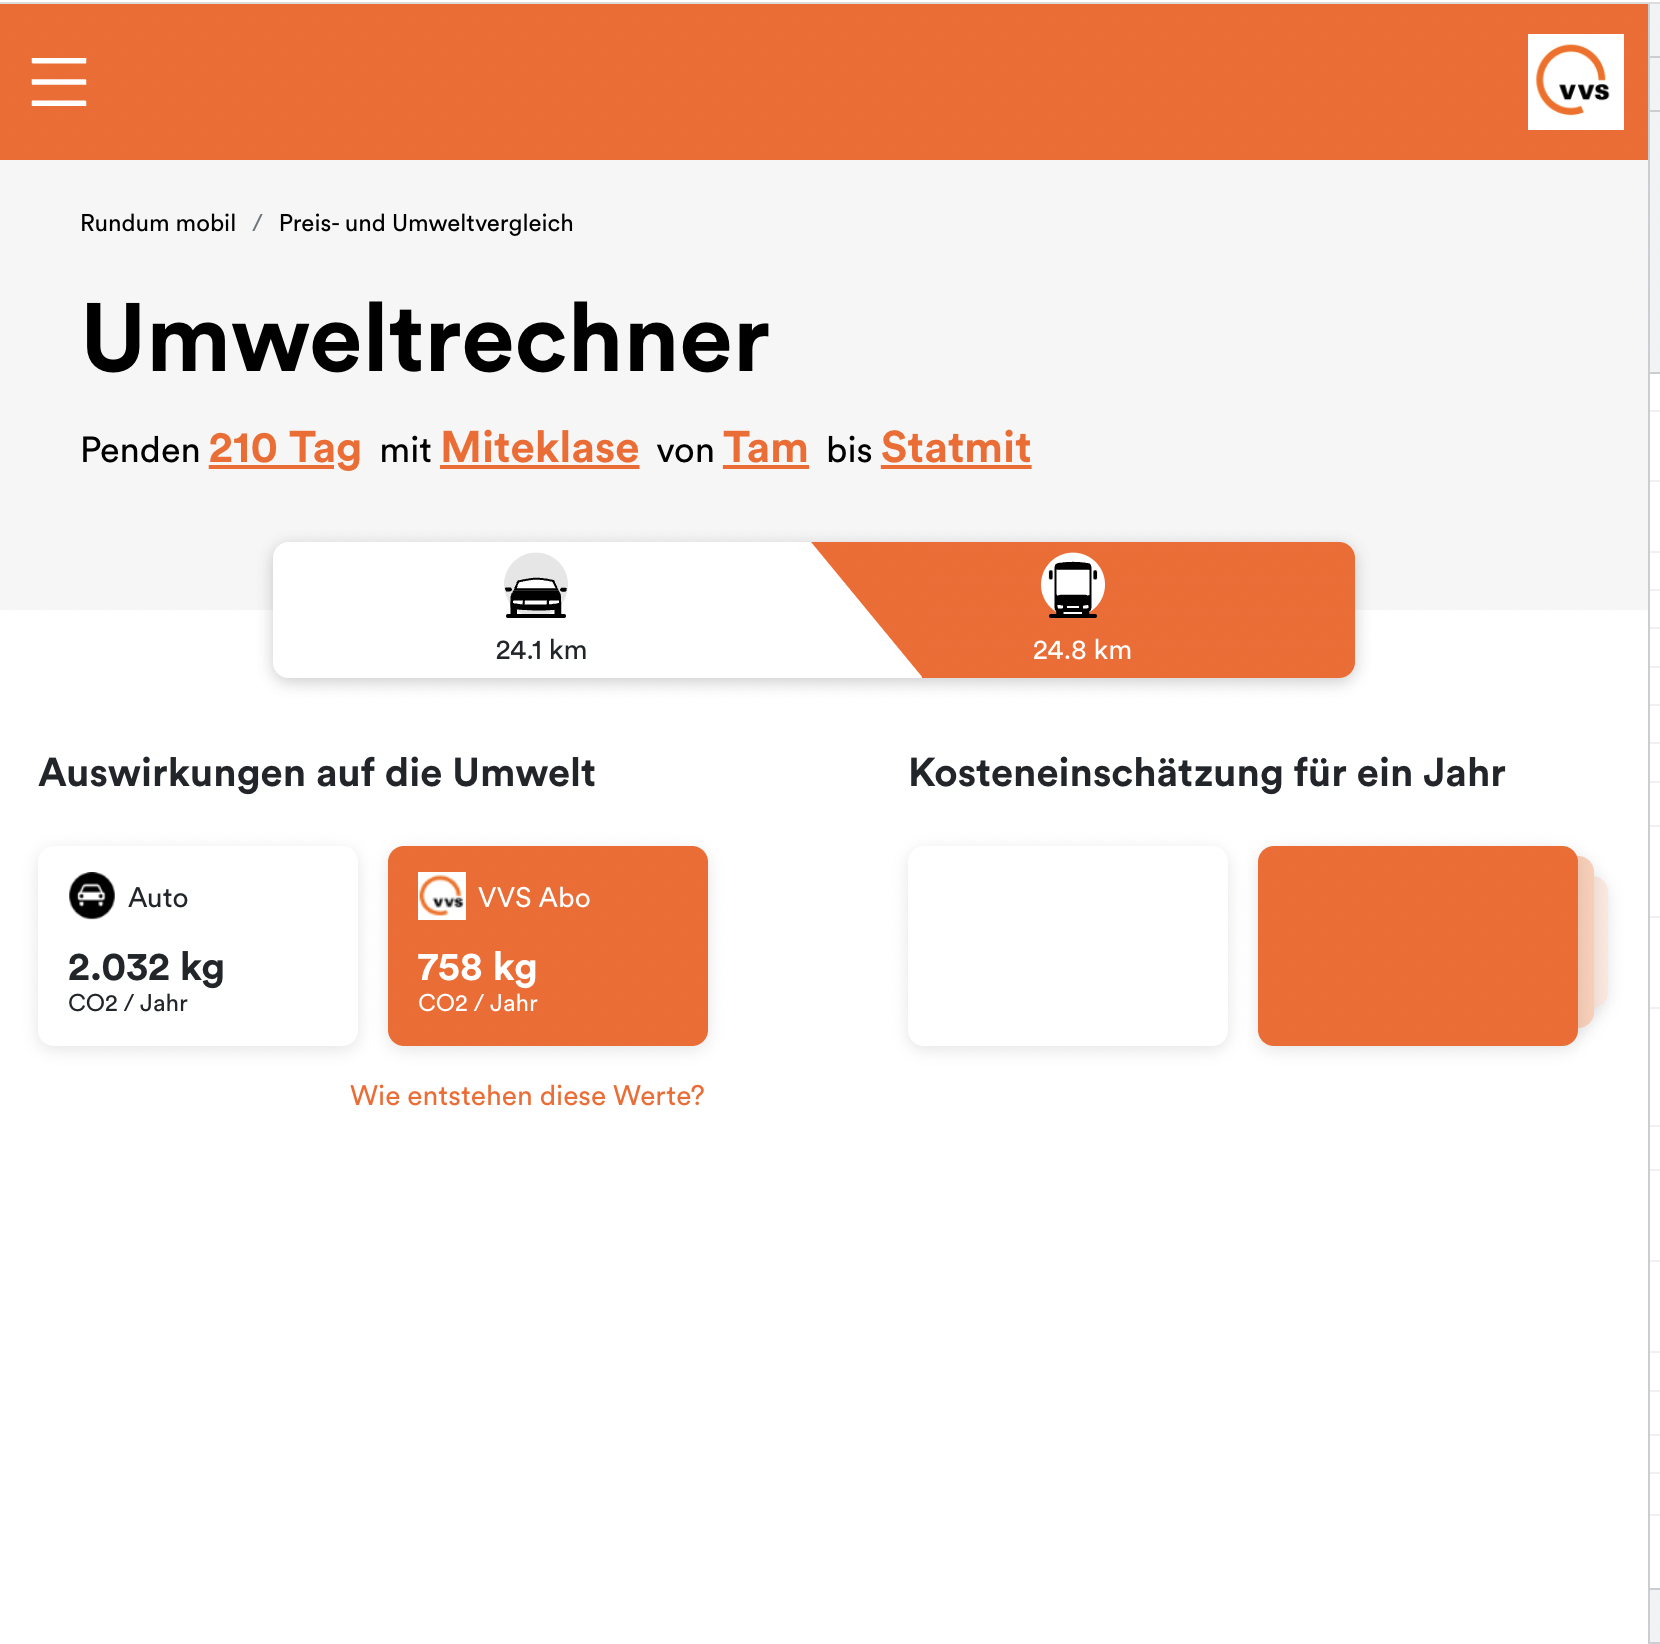 vvs
Rundum mobil / Preis- und Umweltvergleich
Umweltrechner
Penden 210 Tag mit Miteklase von Tam bis Statmit
24.1 km
24.8 km
Auswirkungen auf die Umwelt
Auto
2.032 kg
CO2 / Jahr
vvs VVS Abo
758 kg
CO2 / Jahr
Wie entstehen diese Werte?
Kosteneinschätzung für ein Jahr